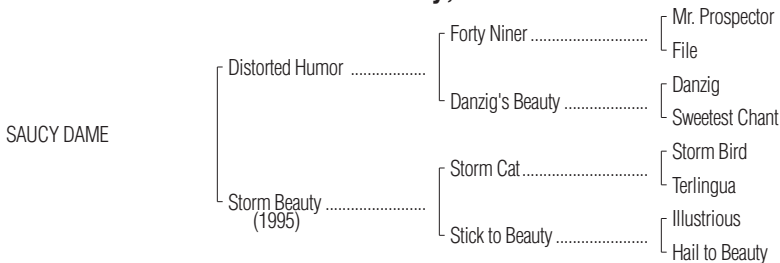 Mr. Prospector
Forty Niner ............................
File
Distorted Humor ..................
Danzig
Danzig's Beauty ....................
Sweetest Chant
SAUCY DAME
Storm Bird
Storm Cat..............................
Terlingua
Storm Beauty ........................
(1995)
Illustrious
Stick to Beauty ......................
Hail to Beauty